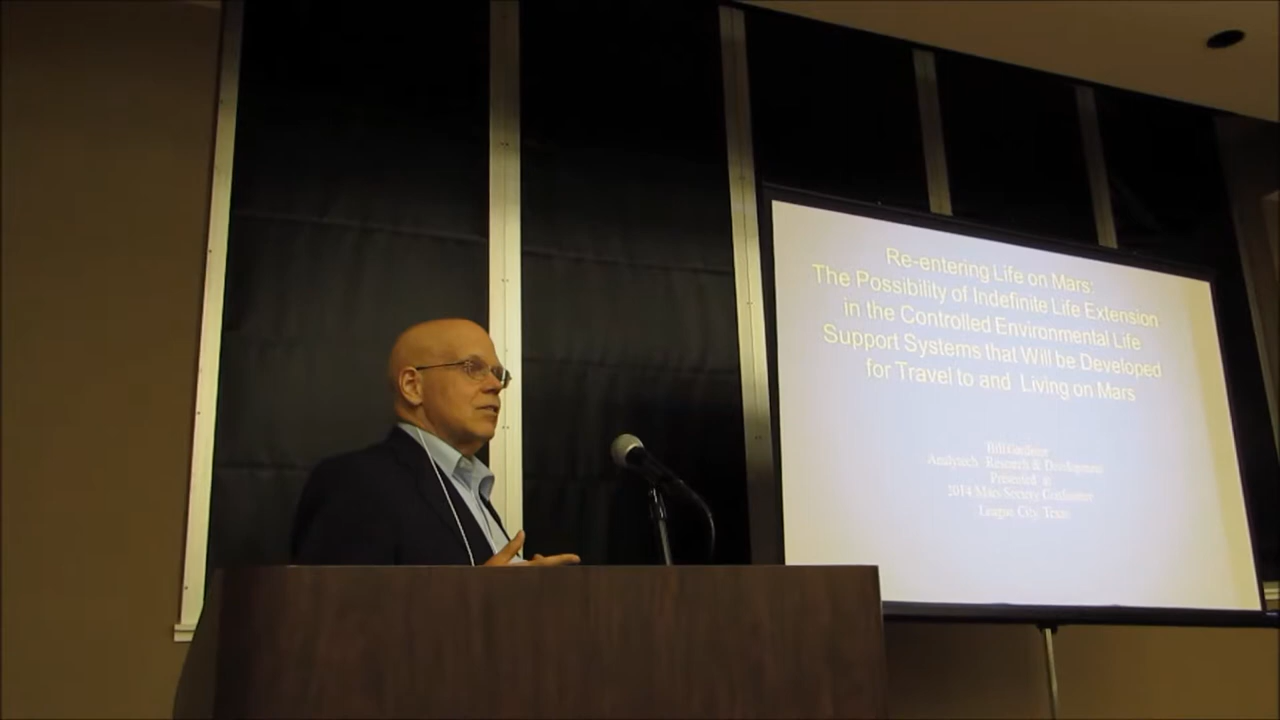 Re-entering Life on Mars:
The Possibility of Indefinite Life Extension
in the Controlled Environmental Life
Support Systems that Will be Developed
for Travel to and Living on Mars
Bill
Analytech Research & Development
Presented at
2014 Mars Society Conference
League City, Texas